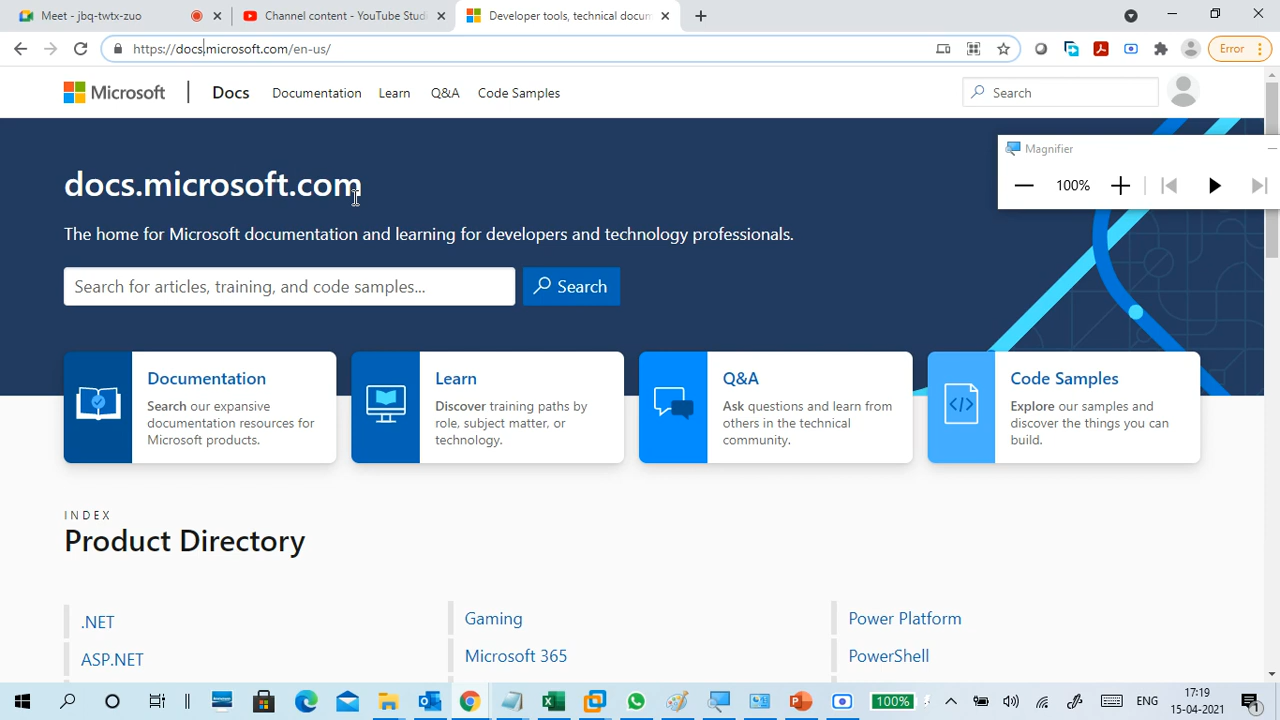 Meet - jbq-twtx-zuo
Channel content - YouTube Studi
Developer tools, technical docum
https://docs.microsoft.com/en-us/
Error
Microsoft
Docs
Documentation
Learn
Q&A
Code Samples
Search
Magnifier
100%
docs.microsoft.com
The home for Microsoft documentation and learning for developers and technology professionals.
Search for articles, training, and code samples...
Search
Documentation
Search our expansive
documentation resources for
Microsoft products.
Learn
Discover training paths by
role, subject matter, or
technology.
Q&A
Ask questions and learn from
others in the technical
community.
Code Samples
Explore our samples and
discover the things you can
build.
INDEX
Product Directory
.NET
Gaming
Power Platform
ASP.NET
Microsoft 365
PowerShell
100%
ENG
17:19
15-04-2021
1